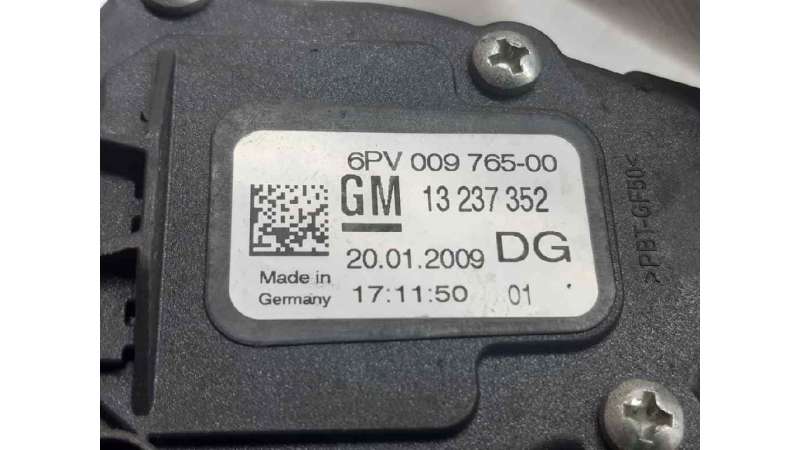 6PV 009 765-00
GM 13 237 352
20.01.2009 DG
Made in
Germany
17:11:50 01
>PBT-GF50<